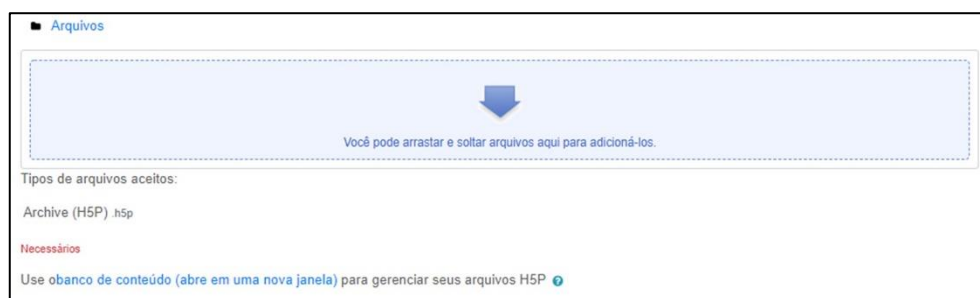 Arquivos
Você pode arrastar e soltar arquivos aqui para adicioná-los.
Tipos de arquivos aceitos:
Archive (H5P) .h5p
Necessários
Use obanco de conteúdo (abre em uma nova janela) para gerenciar seus arquivos H5P ?